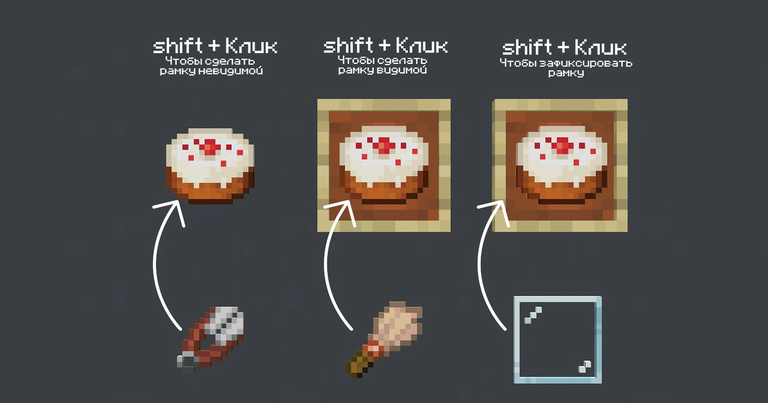 shift + Клик
Чтобы сделать
рамку невидимой
shift + Клик
Чтобы сделать
рамку видимой
shift + Клик
Чтобы зафиксировать
рамку